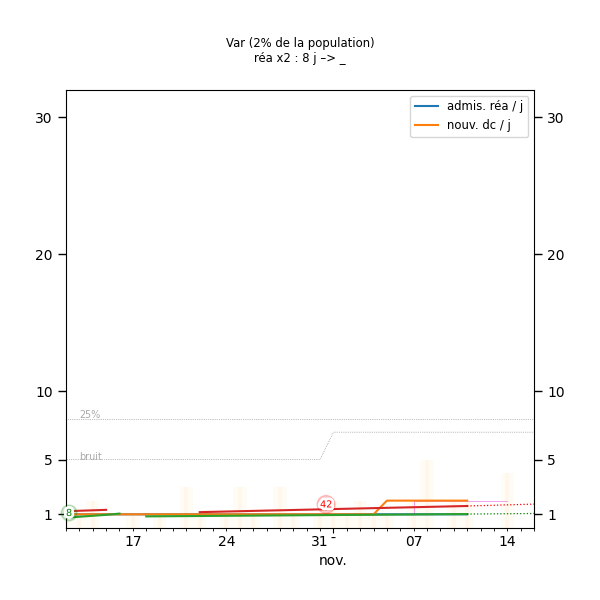 Var (2% de la population)
réa x2 : 8 j –> _
admis. réa / j
nouv. dc / j
30 30
20 20
10 10
25%
5 5
bruit
42
8
1 1
17 24 31 07 14
nov.